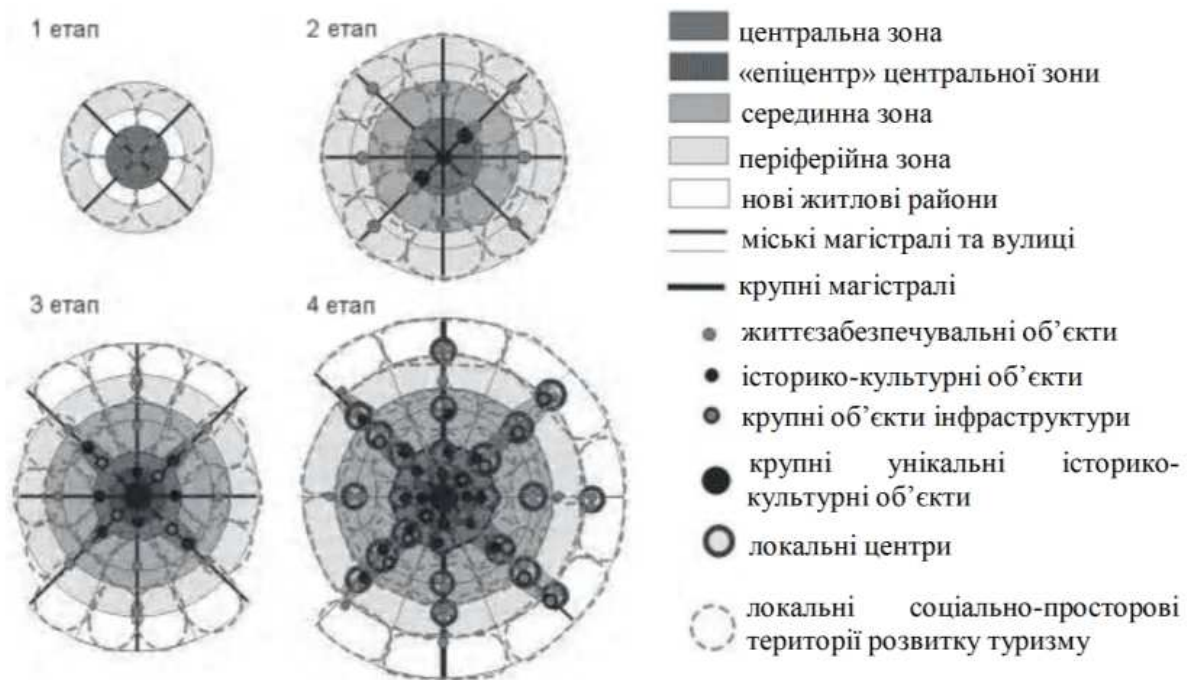 1 етап
2 етап
3 етап
4 етап
центральна зона
«епіцентр» центральної зони
серединна зона
періферійна зона
нові житлові райони
міські магістралі та вулиці
крупні магістралі
життєзабезпечувальні об’єкти
історико-культурні об’єкти
крупні об’єкти інфраструктури
крупні унікальні історико-
культурні об’єкти
локальні центри
локальні соціально-просторові
території розвитку туризму